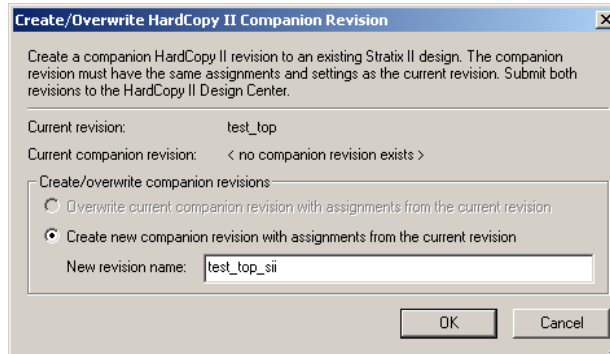 Create/Overwrite HardCopy II Companion Revision
Create a companion HardCopy II revision to an existing Stratix II design. The companion
revision must have the same assignments and settings as the current revision. Submit both
revisions to the HardCopy II Design Center.
Current revision: test_top
Current companion revision: < no companion revision exists >
Create/overwrite companion revisions
Overwrite current companion revision with assignments from the current revision
Create new companion revision with assignments from the current revision
New revision name: test_top_sii
OK Cancel